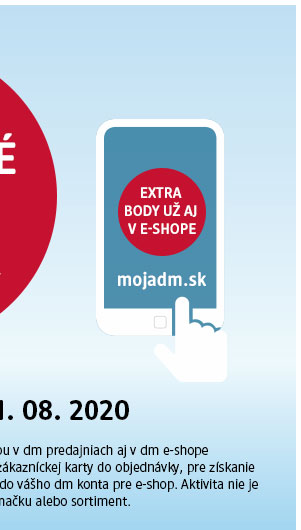 É
EXTRA
BODY UŽ AJ
V E-SHOPE
mojadm.sk
1. 08. 2020
ou v dm predajniach aj v dm e-shope
zákazníckej karty do objednávky, pre získanie
do vášho dm konta pre e-shop. Aktivita nie je
načku alebo sortiment.